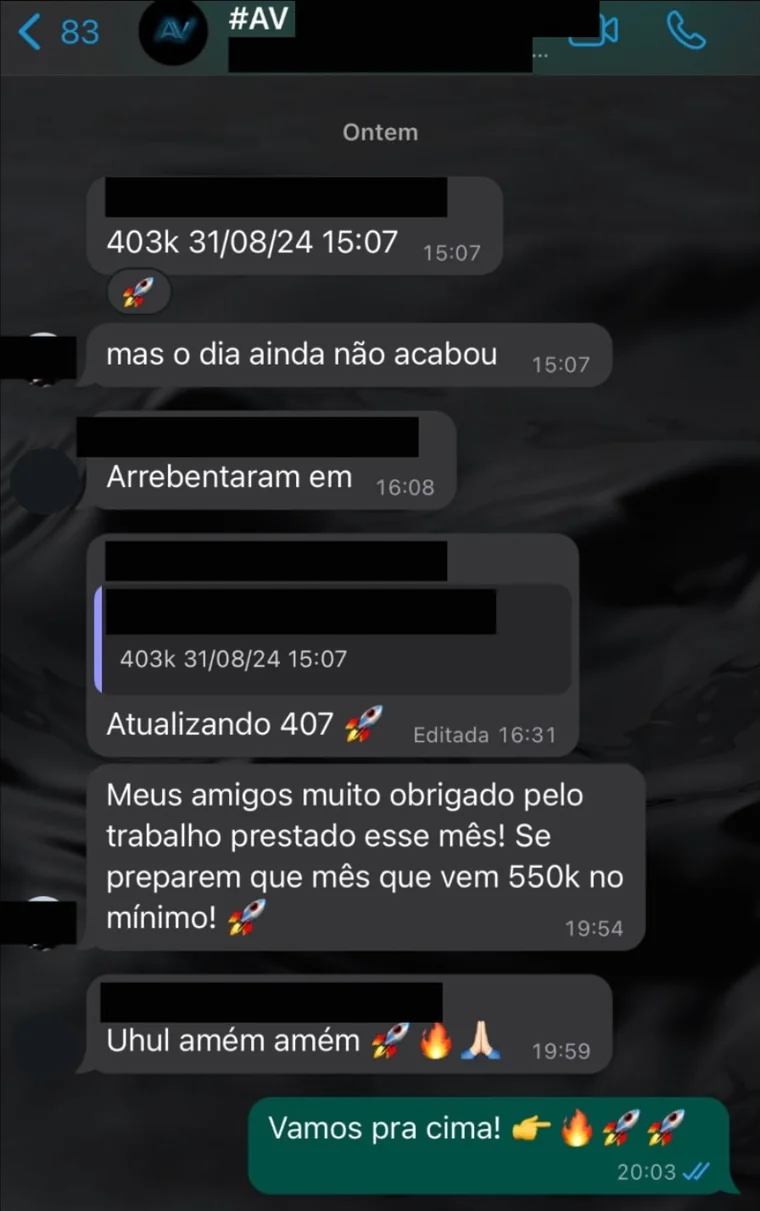 83
AV
#AV
...
Ontem
403k 31/08/24 15:07
15:07
🚀
mas o dia ainda não acabou
15:07
Arrebentaram em
16:08
403k 31/08/24 15:07
Atualizando 407 🚀
Editada 16:31
Meus amigos muito obrigado pelo
trabalho prestado esse mês! Se
preparem que mês que vem 550k no
mínimo! 🚀
19:54
Uhul amém amém 🚀🔥🙏🏻
19:59
Vamos pra cima! 👉🔥🚀🚀
20:03